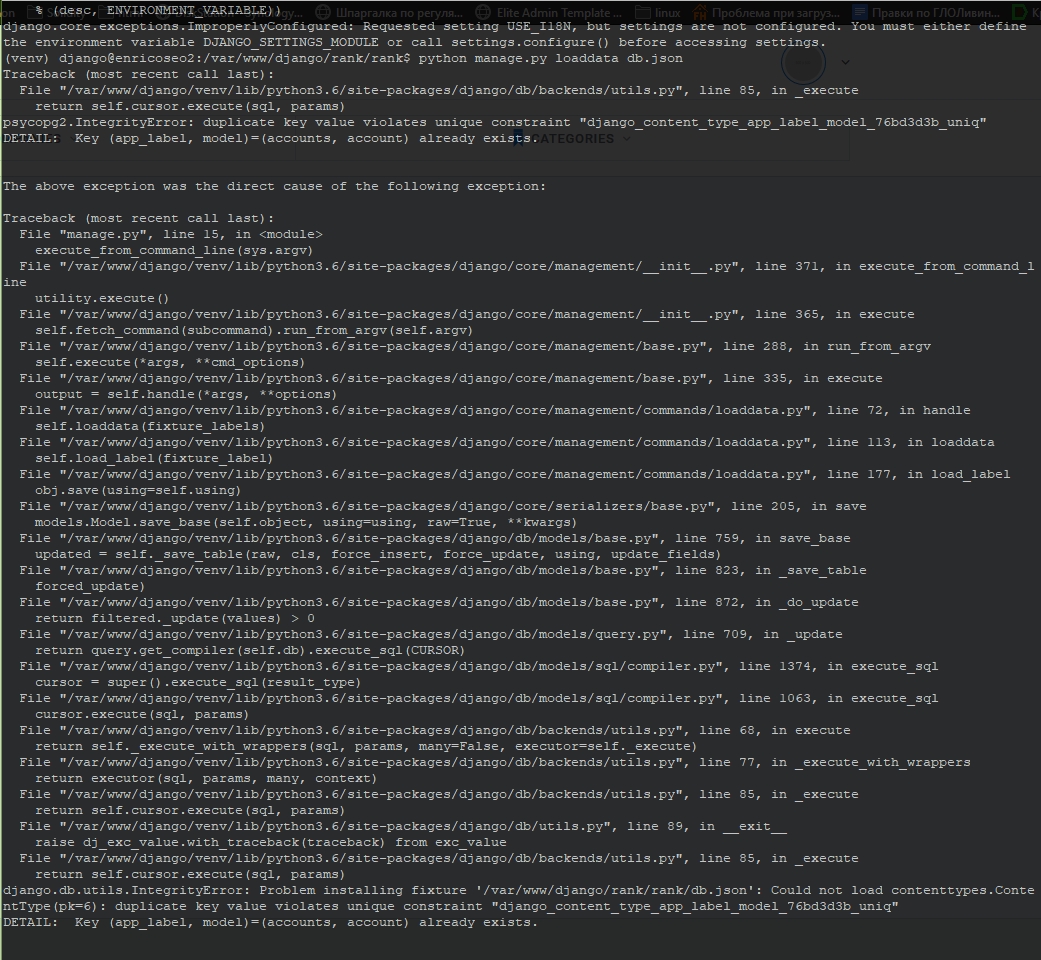 % (desc, ENVIRONMENT_VARIABLE))
Шпаргалка по регуля...
Elite Admin Template ...
linux
Проблема при загруз...
Правки по ГЛОЛивин...
django.core.exceptions.ImproperlyConfigured: Requested setting USE_I18N, but settings are not configured. You must either define
the environment variable DJANGO_SETTINGS_MODULE or call settings.configure() before accessing settings.
(venv) django@enricoseo2:/var/www/django/rank/rank$ python manage.py loaddata db.json
Traceback (most recent call last):
File "/var/www/django/venv/lib/python3.6/site-packages/django/db/backends/utils.py", line 85, in _execute
return self.cursor.execute(sql, params)
psycopg2.IntegrityError: duplicate key value violates unique constraint "django_content_type_app_label_model_76bd3d3b_uniq"
DETAIL:  Key (app_label, model)=(accounts, account) already exists.
CATEGORIES
The above exception was the direct cause of the following exception:
Traceback (most recent call last):
File "manage.py", line 15, in <module>
execute_from_command_line(sys.argv)
File "/var/www/django/venv/lib/python3.6/site-packages/django/core/management/__init__.py", line 371, in execute_from_command_l
ine
utility.execute()
File "/var/www/django/venv/lib/python3.6/site-packages/django/core/management/__init__.py", line 365, in execute
self.fetch_command(subcommand).run_from_argv(self.argv)
File "/var/www/django/venv/lib/python3.6/site-packages/django/core/management/base.py", line 288, in run_from_argv
self.execute(*args, **cmd_options)
File "/var/www/django/venv/lib/python3.6/site-packages/django/core/management/base.py", line 335, in execute
output = self.handle(*args, **options)
File "/var/www/django/venv/lib/python3.6/site-packages/django/core/management/commands/loaddata.py", line 72, in handle
self.loaddata(fixture_labels)
File "/var/www/django/venv/lib/python3.6/site-packages/django/core/management/commands/loaddata.py", line 113, in loaddata
self.load_label(fixture_label)
File "/var/www/django/venv/lib/python3.6/site-packages/django/core/management/commands/loaddata.py", line 177, in load_label
obj.save(using=self.using)
File "/var/www/django/venv/lib/python3.6/site-packages/django/core/serializers/base.py", line 205, in save
models.Model.save_base(self.object, using=using, raw=True, **kwargs)
File "/var/www/django/venv/lib/python3.6/site-packages/django/db/models/base.py", line 759, in save_base
updated = self._save_table(raw, cls, force_insert, force_update, using, update_fields)
File "/var/www/django/venv/lib/python3.6/site-packages/django/db/models/base.py", line 823, in _save_table
forced_update)
File "/var/www/django/venv/lib/python3.6/site-packages/django/db/models/base.py", line 872, in _do_update
return filtered._update(values) > 0
File "/var/www/django/venv/lib/python3.6/site-packages/django/db/models/query.py", line 709, in _update
return query.get_compiler(self.db).execute_sql(CURSOR)
File "/var/www/django/venv/lib/python3.6/site-packages/django/db/models/sql/compiler.py", line 1374, in execute_sql
cursor = super().execute_sql(result_type)
File "/var/www/django/venv/lib/python3.6/site-packages/django/db/models/sql/compiler.py", line 1063, in execute_sql
cursor.execute(sql, params)
File "/var/www/django/venv/lib/python3.6/site-packages/django/db/backends/utils.py", line 68, in execute
return self._execute_with_wrappers(sql, params, many=False, executor=self._execute)
File "/var/www/django/venv/lib/python3.6/site-packages/django/db/backends/utils.py", line 77, in _execute_with_wrappers
return executor(sql, params, many, context)
File "/var/www/django/venv/lib/python3.6/site-packages/django/db/backends/utils.py", line 85, in _execute
return self.cursor.execute(sql, params)
File "/var/www/django/venv/lib/python3.6/site-packages/django/db/utils.py", line 89, in __exit__
raise dj_exc_value.with_traceback(traceback) from exc_value
File "/var/www/django/venv/lib/python3.6/site-packages/django/db/backends/utils.py", line 85, in _execute
return self.cursor.execute(sql, params)
django.db.utils.IntegrityError: Problem installing fixture '/var/www/django/rank/rank/db.json': Could not load contenttypes.Conte
ntType(pk=6): duplicate key value violates unique constraint "django_content_type_app_label_model_76bd3d3b_uniq"
DETAIL:  Key (app_label, model)=(accounts, account) already exists.